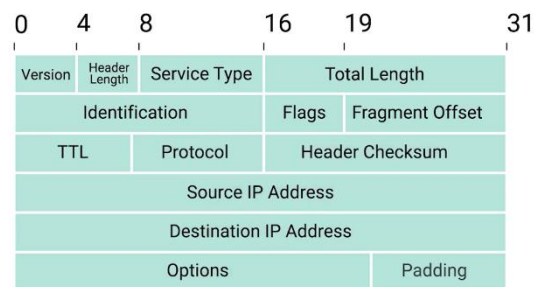 0 4 8 16 19 31
Version Header Length Service Type Total Length
Identification Flags Fragment Offset
TTL Protocol Header Checksum
Source IP Address
Destination IP Address
Options Padding